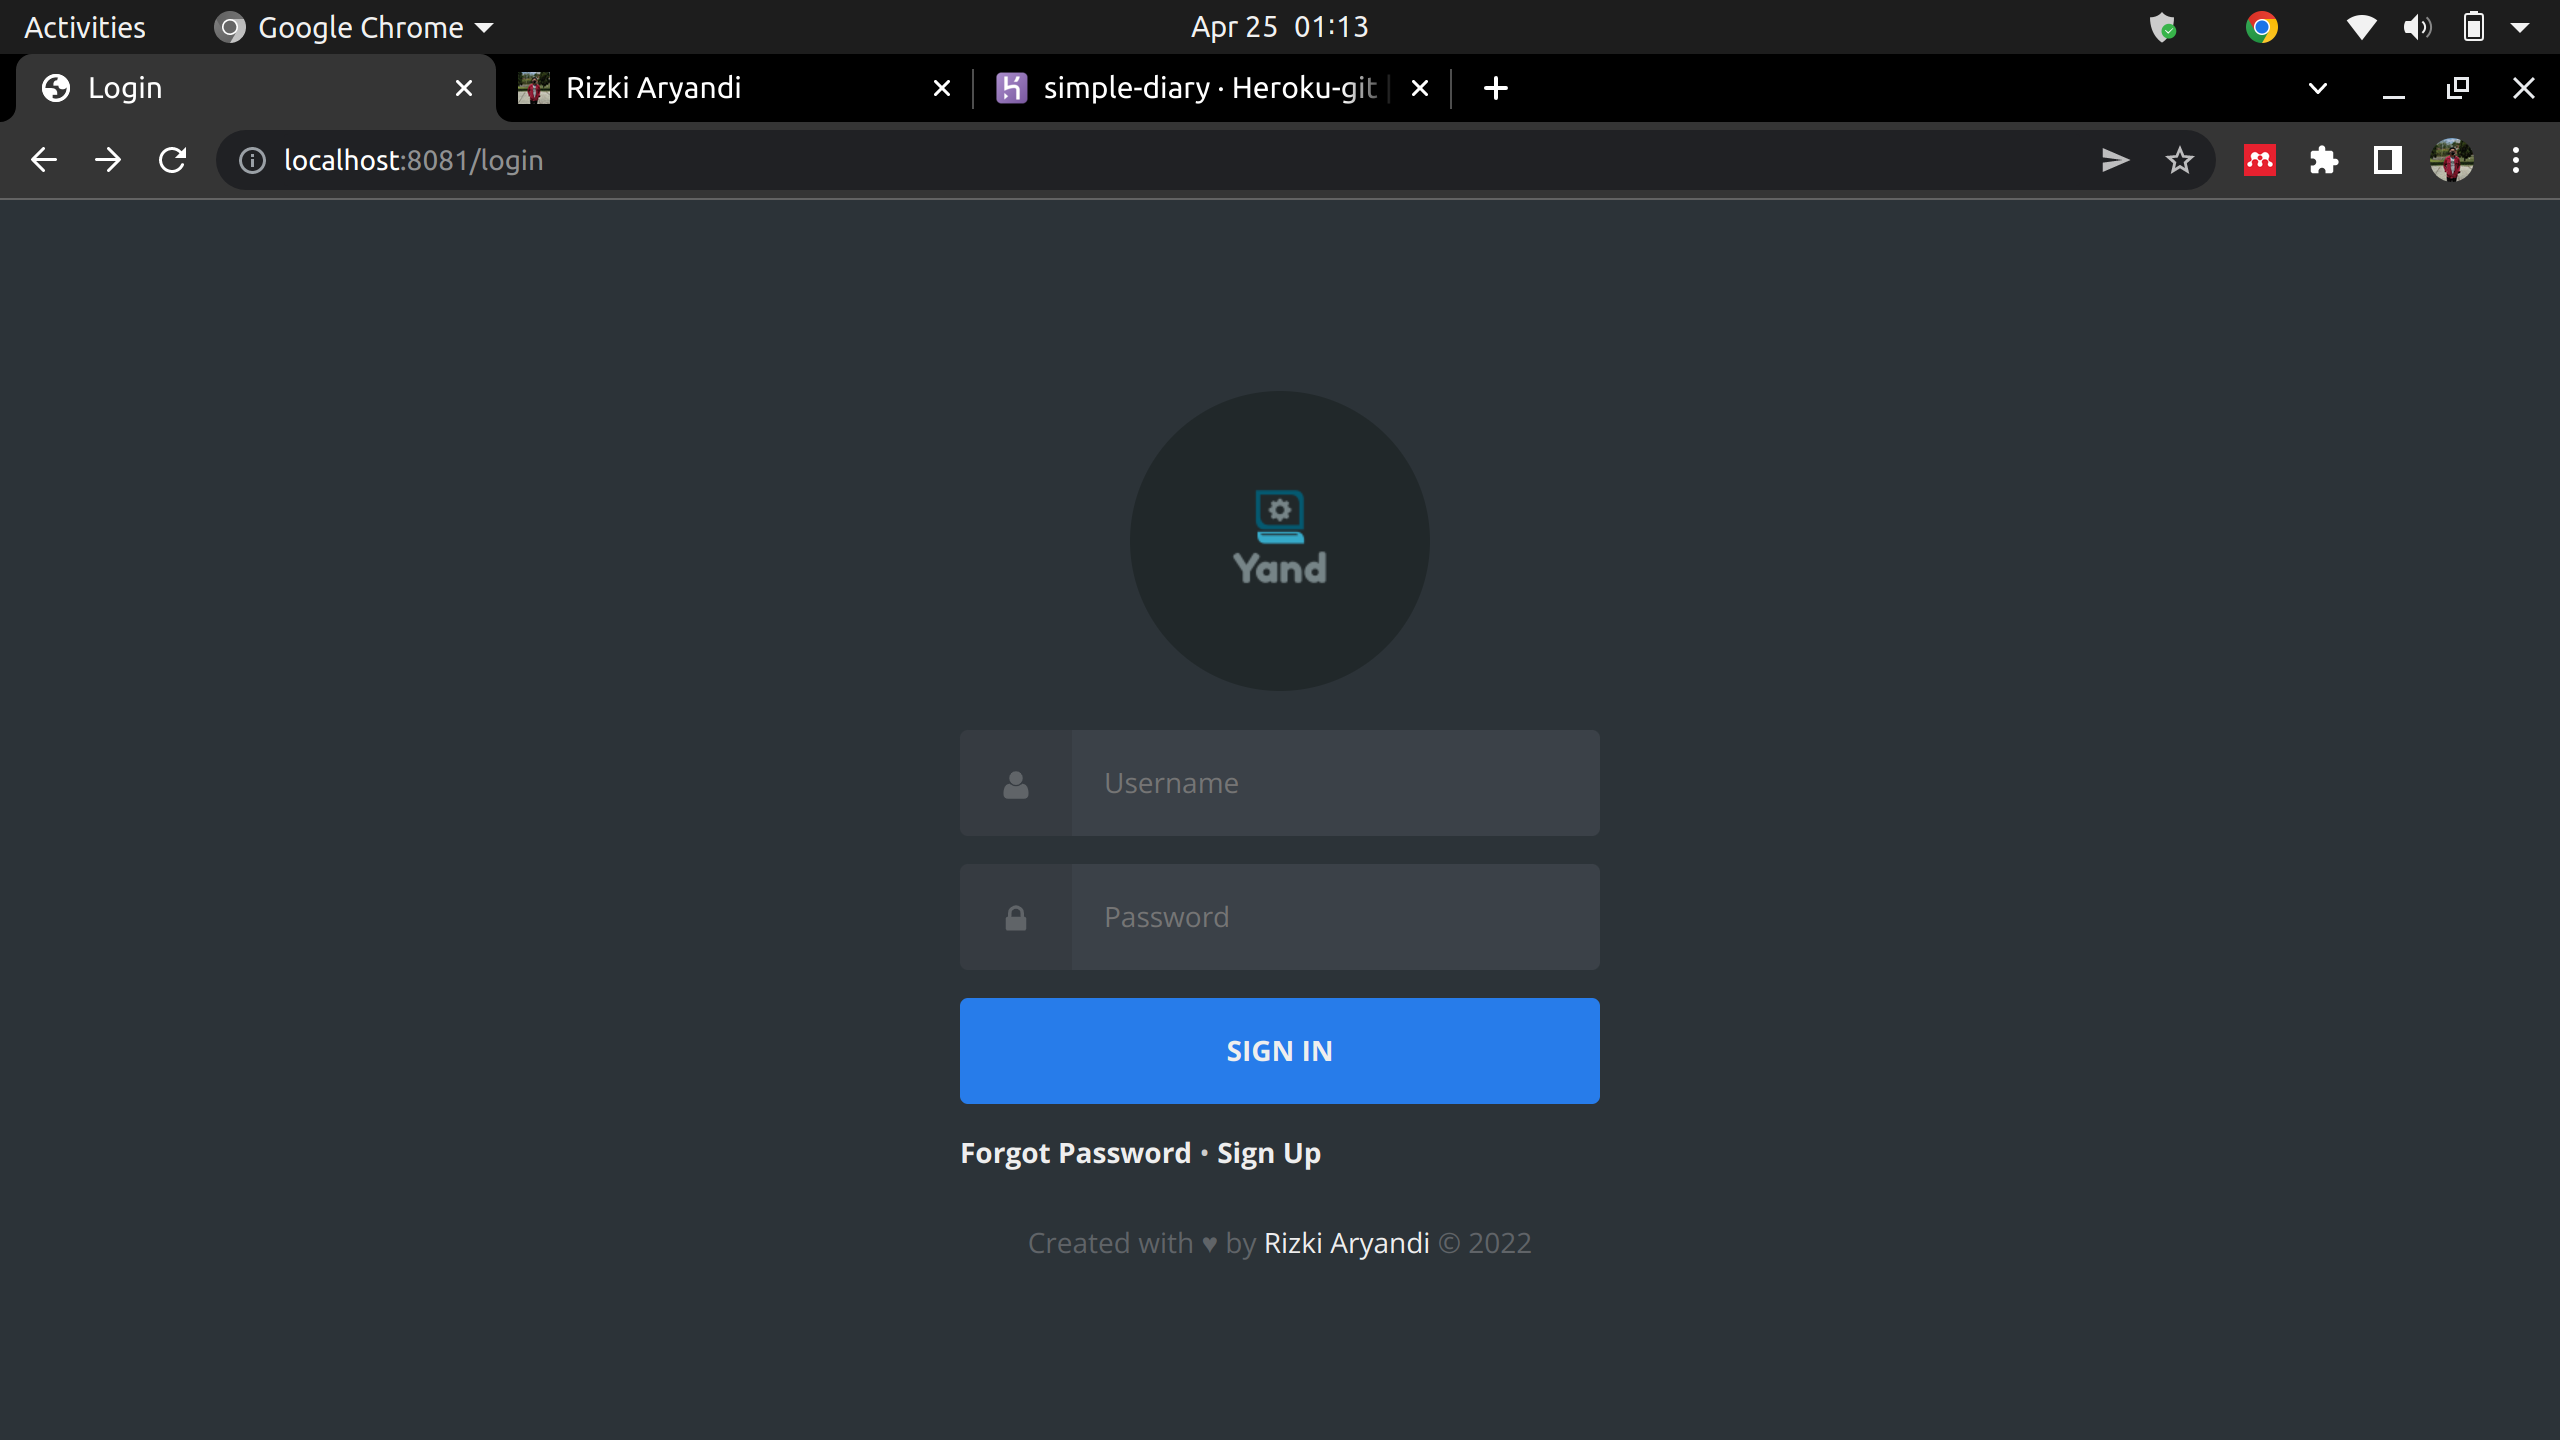 Activities
Google Chrome
Apr 25 01:13
Login
Rizki Aryandi
simple-diary · Heroku-git
localhost:8081/login
Yand
Username
Password
SIGN IN
Forgot Password • Sign Up
Created with ♥ by Rizki Aryandi © 2022